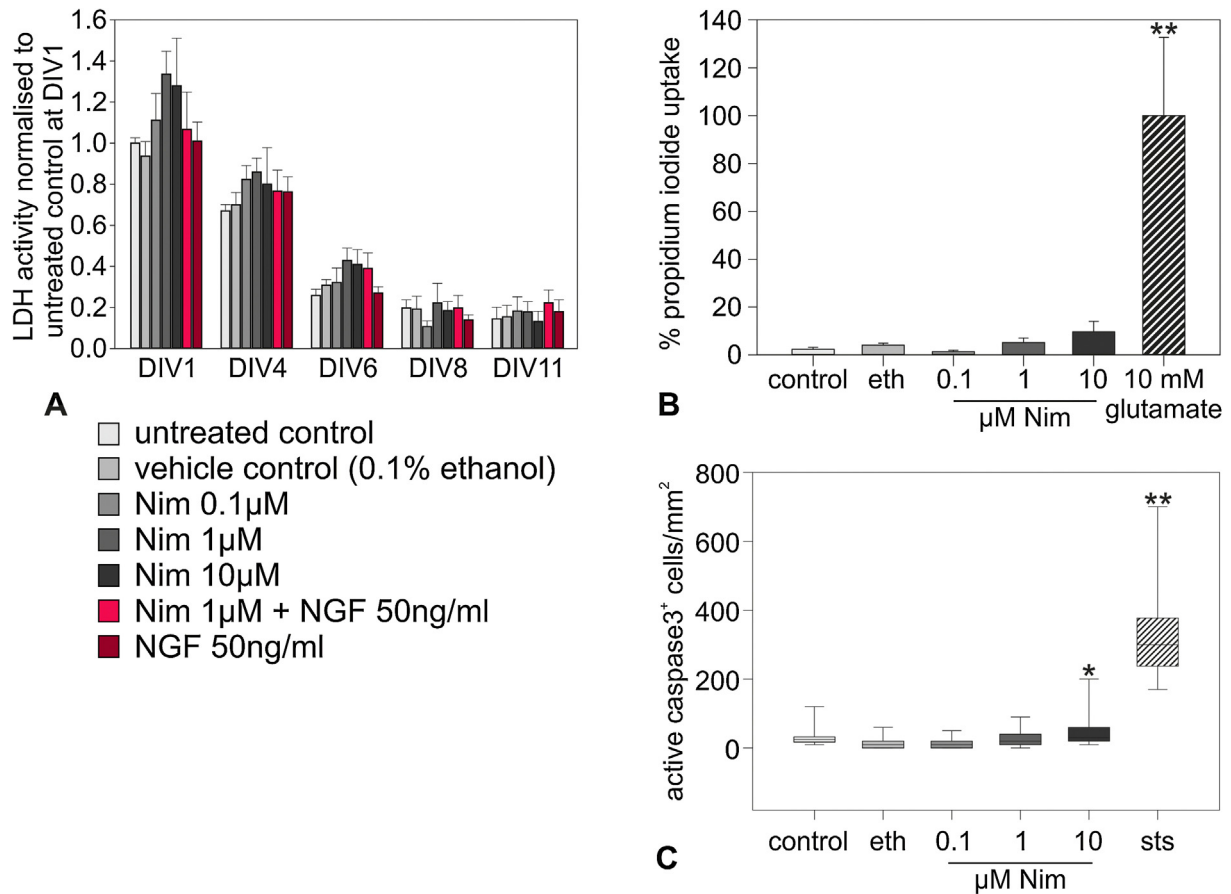 LDH activity normalised to
untreated control at DIV1
1.6
1.4
1.2
1.0
0.8
0.6
0.4
0.2
0.0
DIV1 DIV4 DIV6 DIV8 DIV11
A
untreated control
vehicle control (0.1% ethanol)
Nim 0.1µM
Nim 1µM
Nim 10µM
Nim 1µM + NGF 50ng/ml
NGF 50ng/ml
% propidium iodide uptake
140
120
100
80
60
40
20
0
**
control eth 0.1 1 10 10 mM
glutamate
µM Nim
B
active caspase3⁺ cells/mm²
800
600
400
200
0
*
**
control eth 0.1 1 10 sts
µM Nim
C